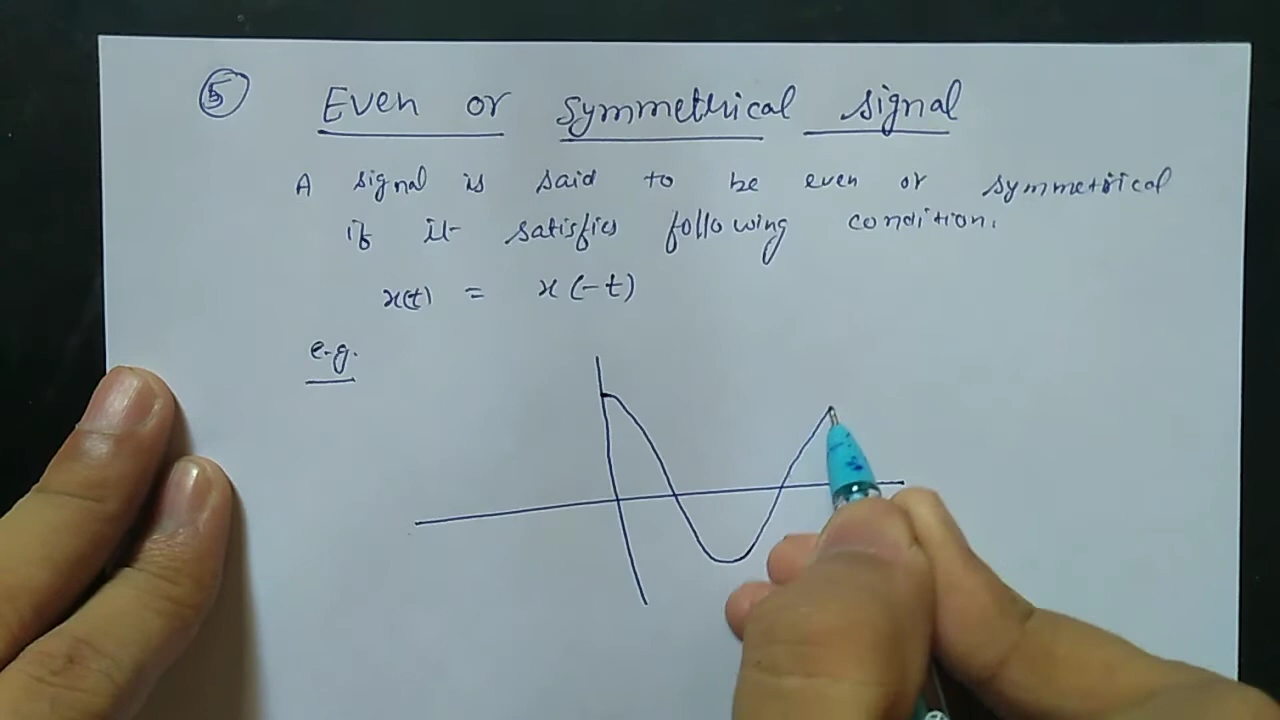 5 Even or symmetrical signal
A signal is said to be even or symmetrical
if it satisfies following condition.
x(t) = x(-t)
e.g.